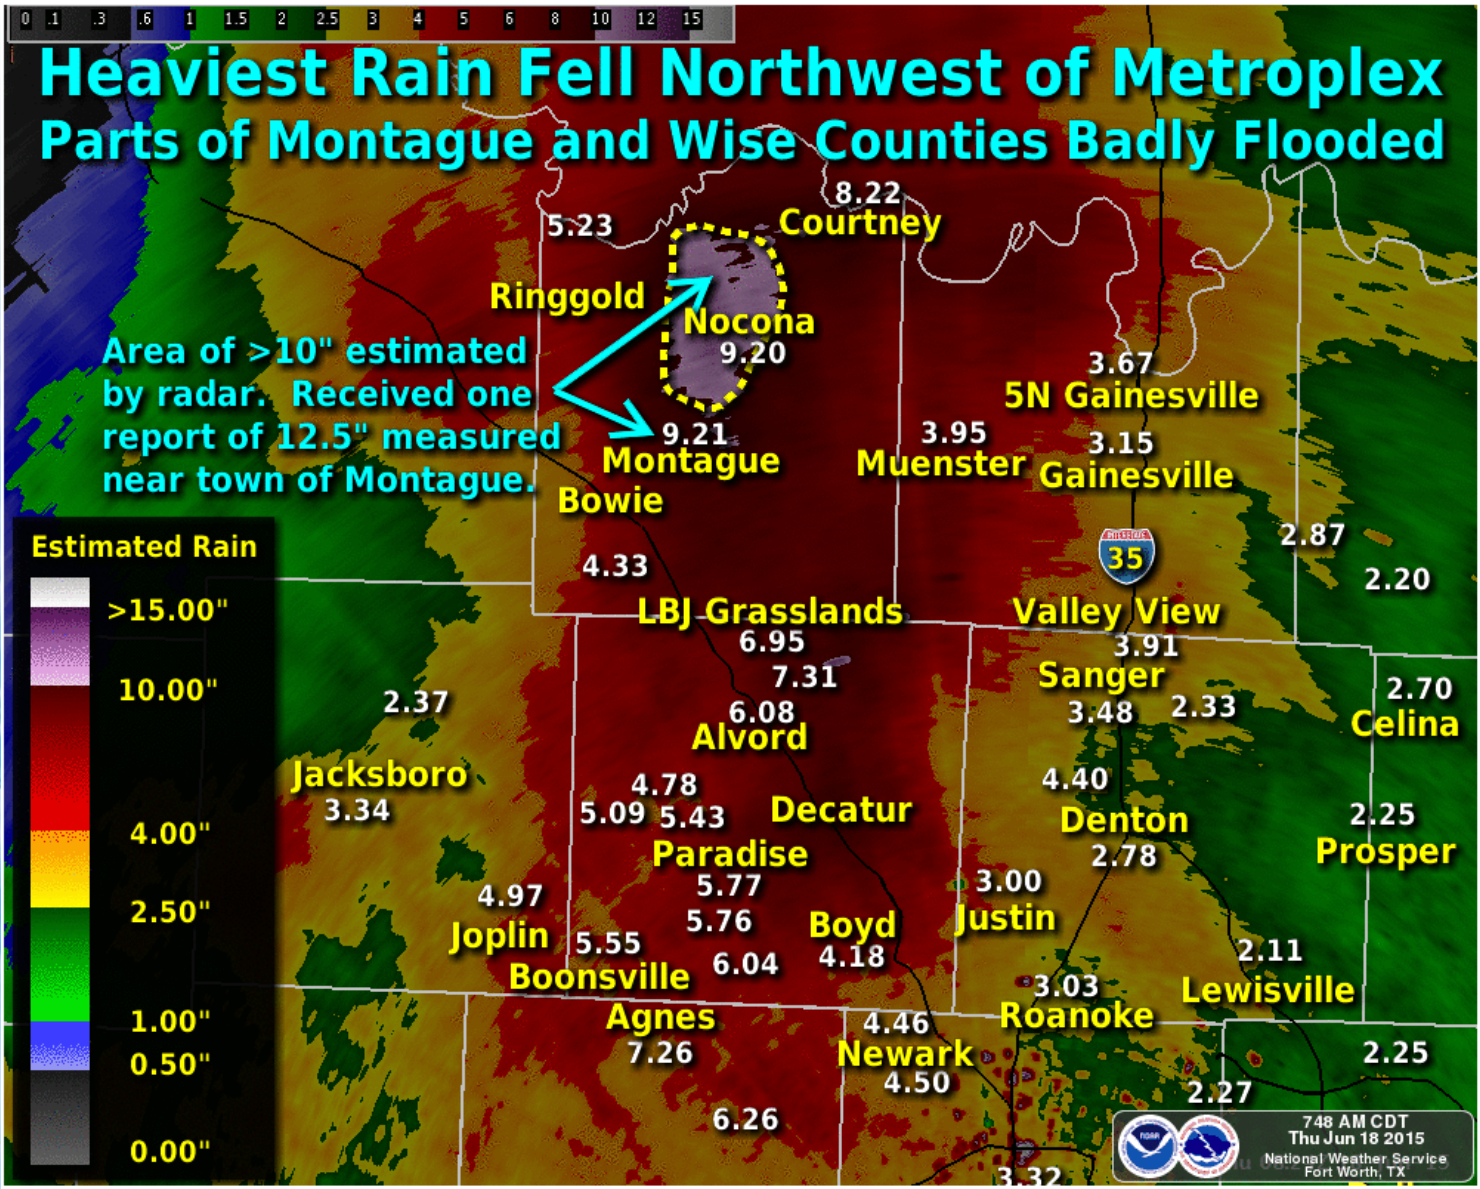 0 .1 .3 .6 1 1.5 2 2.5 3 4 5 6 8 10 12 15
Heaviest Rain Fell Northwest of Metroplex
Parts of Montague and Wise Counties Badly Flooded
8.22
Courtney
5.23
Ringgold
Nocona
9.20
Area of >10" estimated
by radar. Received one
report of 12.5" measured
near town of Montague.
3.67
5N Gainesville
9.21
Montague
3.95
Muenster
3.15
Gainesville
Bowie
INTERSTATE
35
2.87
2.20
4.33
LBJ Grasslands
6.95
7.31
Valley View
3.91
Sanger
3.48
2.33
2.70
Celina
2.37
6.08
Alvord
Jacksboro
3.34
4.78
5.09
5.43
Decatur
4.40
Denton
2.78
2.25
Prosper
Paradise
5.77
5.76
4.97
Joplin
5.55
Boonsville
6.04
Boyd
4.18
3.00
Justin
2.11
Lewisville
3.03
Roanoke
Agnes
7.26
4.46
Newark
4.50
2.25
2.27
6.26
3.32
Estimated Rain
>15.00"
10.00"
4.00"
2.50"
1.00"
0.50"
0.00"
NOAA
748 AM CDT
Thu Jun 18 2015
National Weather Service
Fort Worth, TX